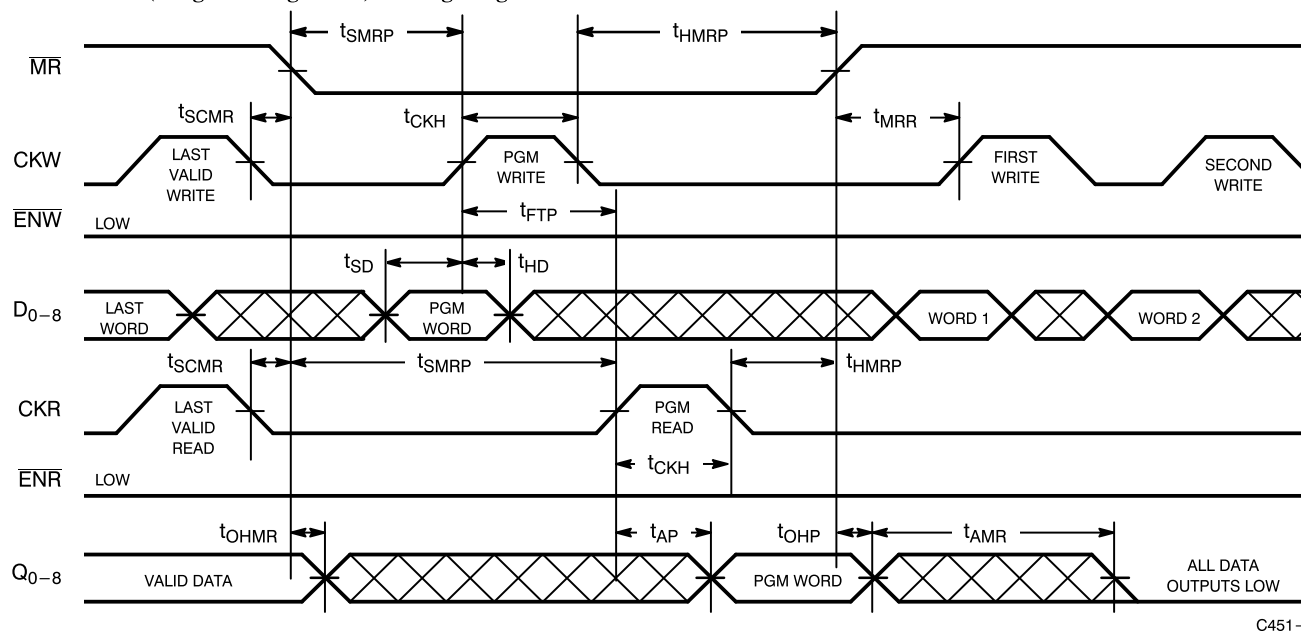 tSMRP
tHMRP
MR
tSCMR
tCKH
tMRR
CKW
LAST
VALID
WRITE
PGM
WRITE
FIRST
WRITE
SECOND
WRITE
tFTP
ENW
LOW
tSD
tHD
D0–8
LAST
WORD
PGM
WORD
WORD 1
WORD 2
tSCMR
tSMRP
tHMRP
CKR
LAST
VALID
READ
PGM
READ
tCKH
ENR
LOW
tOHMR
tAP
tOHP
tAMR
Q0–8
VALID DATA
PGM WORD
ALL DATA
OUTPUTS LOW
C451–